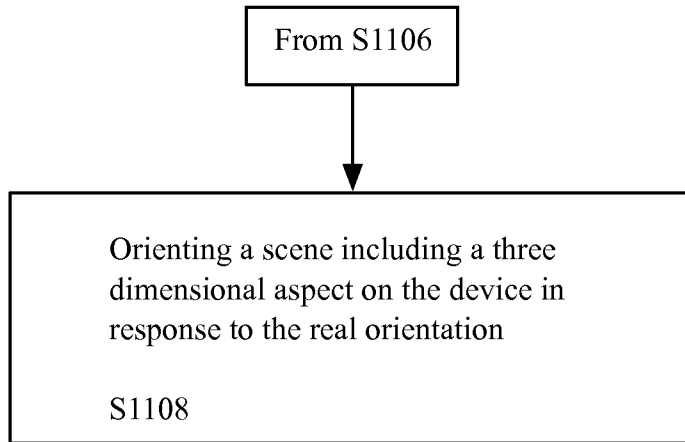 From S1106
Orienting a scene including a three
dimensional aspect on the device in
response to the real orientation
S1108